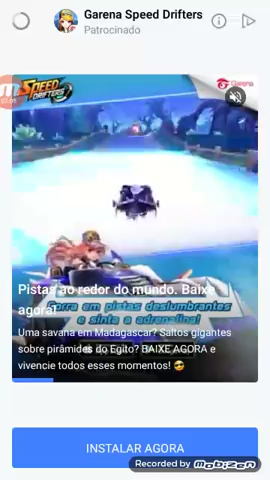 Garena Speed Drifters
Patrocinado
SPEED
DRIFTERS
Garena
Pistas ao redor do mundo. Baixe
agora!
Corra em pistas deslumbrantes
e sinta a adrenalina!
Uma savana em Madagascar? Saltos gigantes
sobre pirâmides do Egito? BAIXE AGORA e
vivencie todos esses momentos! 😎
INSTALAR AGORA
Recorded by MOBIZEN